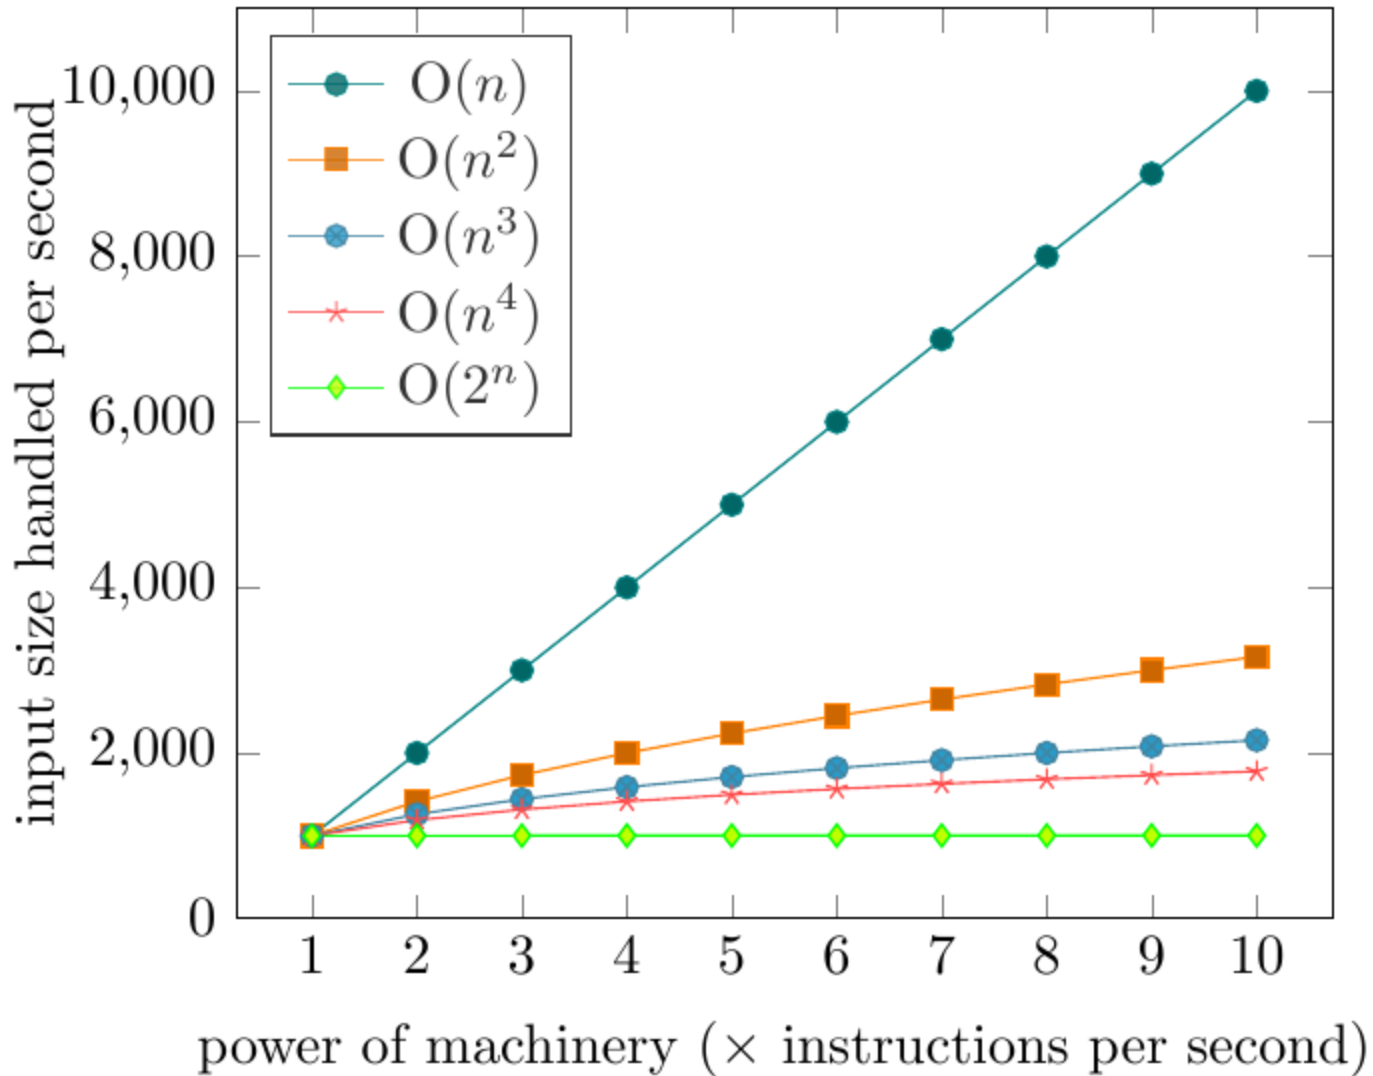 10,000
8,000
6,000
4,000
2,000
0
input size handled per second
O(n)
O(n²)
O(n³)
O(n⁴)
O(2ⁿ)
1 2 3 4 5 6 7 8 9 10
power of machinery (× instructions per second)